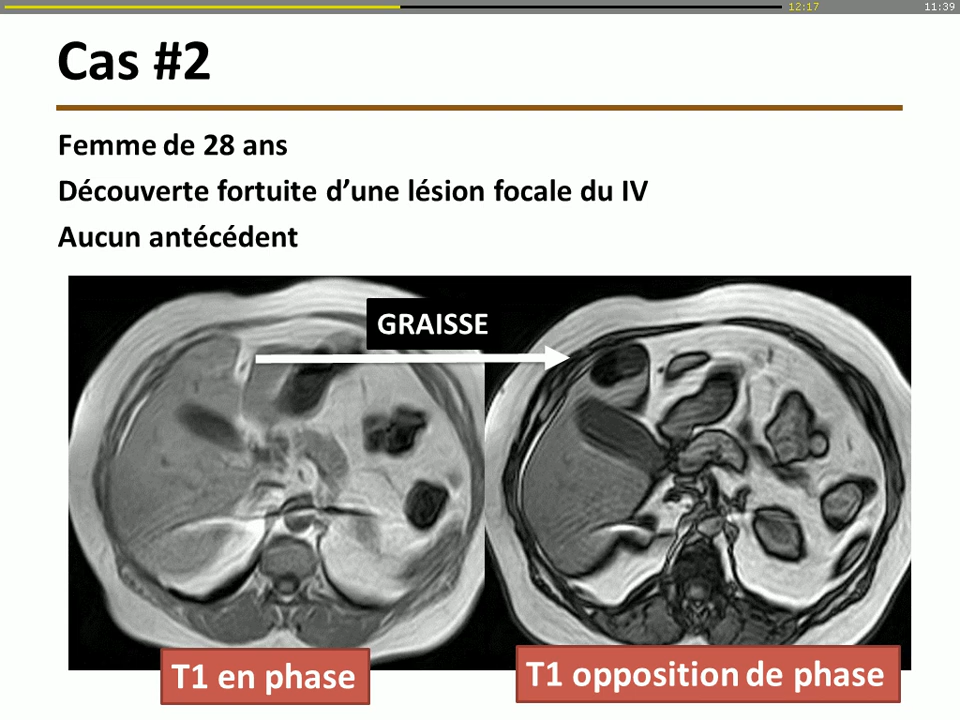 12:17 11:39
Cas #2
Femme de 28 ans
Découverte fortuite d’une lésion focale du IV
Aucun antécédent
GRAISSE
T1 en phase
T1 opposition de phase